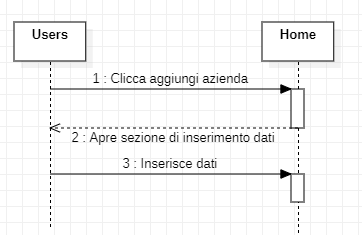 Users
Home
1 : Clicca aggiungi azienda
2 : Apre sezione di inserimento dati
3 : Inserisce dati